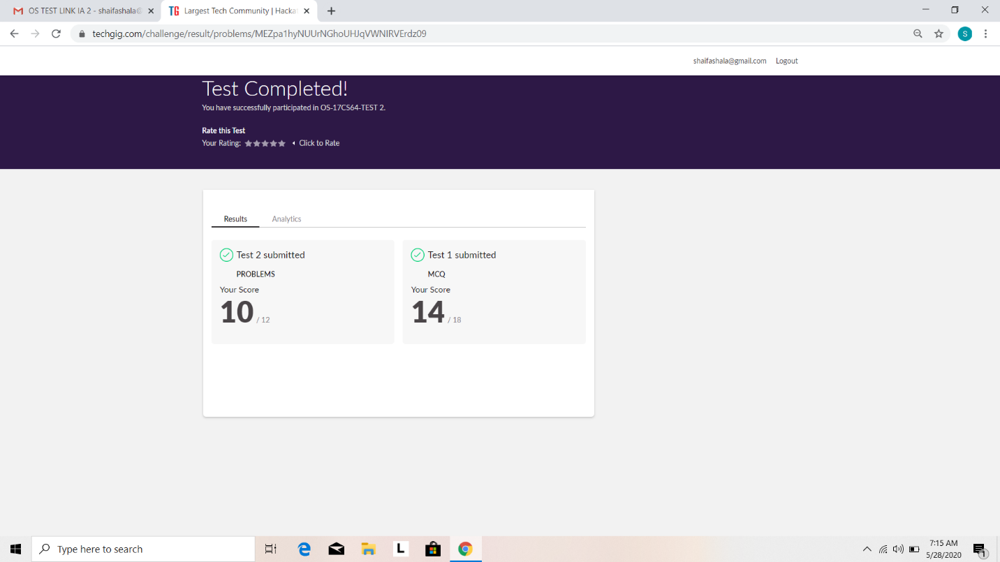 OS TEST LINK IA 2 - shaifashala@
TG Largest Tech Community | Hacka
techgig.com/challenge/result/problems/MEZpa1hyNUUrNGhoUHJqVWNIRVErdz09
S
shaifashala@gmail.com Logout
Test Completed!
You have successfully participated in OS-17CS64-TEST 2.
Rate this Test
Your Rating: Click to Rate
Results Analytics
Test 2 submitted
PROBLEMS
Your Score
10 / 12
Test 1 submitted
MCQ
Your Score
14 / 18
Type here to search
L
7:15 AM
5/28/2020
1